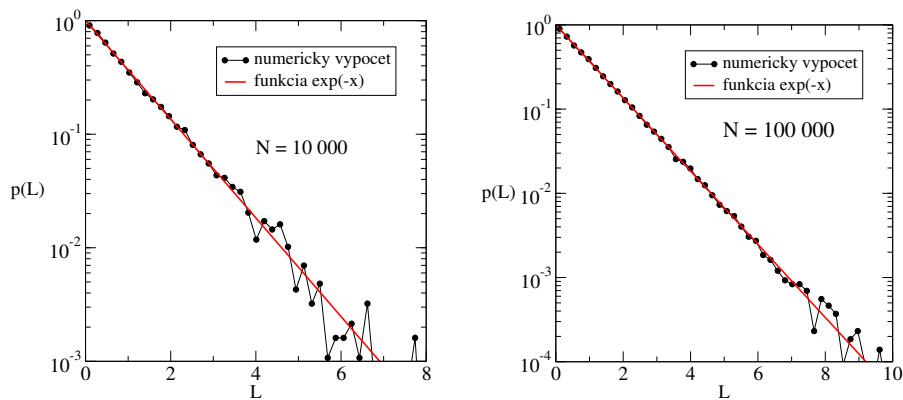 10^0
10^-1
10^-2
10^-3
p(L)
numericky vypocet
funkcia exp(-x)
N = 10 000
0 2 4 6 8
L
10^0
10^-1
10^-2
10^-3
10^-4
p(L)
numericky vypocet
funkcia exp(-x)
N = 100 000
0 2 4 6 8 10
L